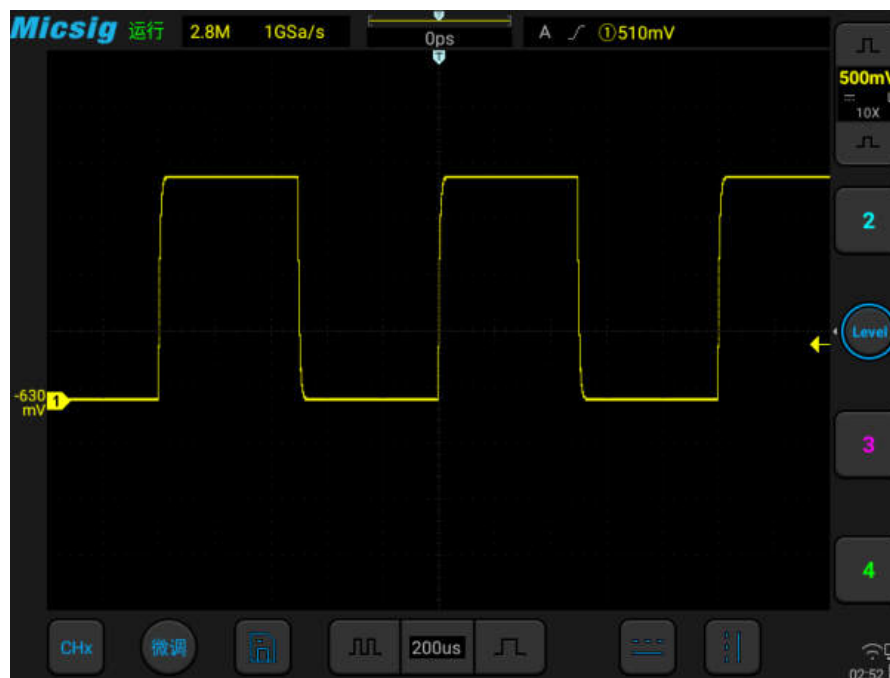 Micsig 运行 2.8M 1GSa/s 0ps A ①510mV
T
T
500mV
10X
2
Level
-630
mV
1
3
4
CHx 微调 200us
02:52